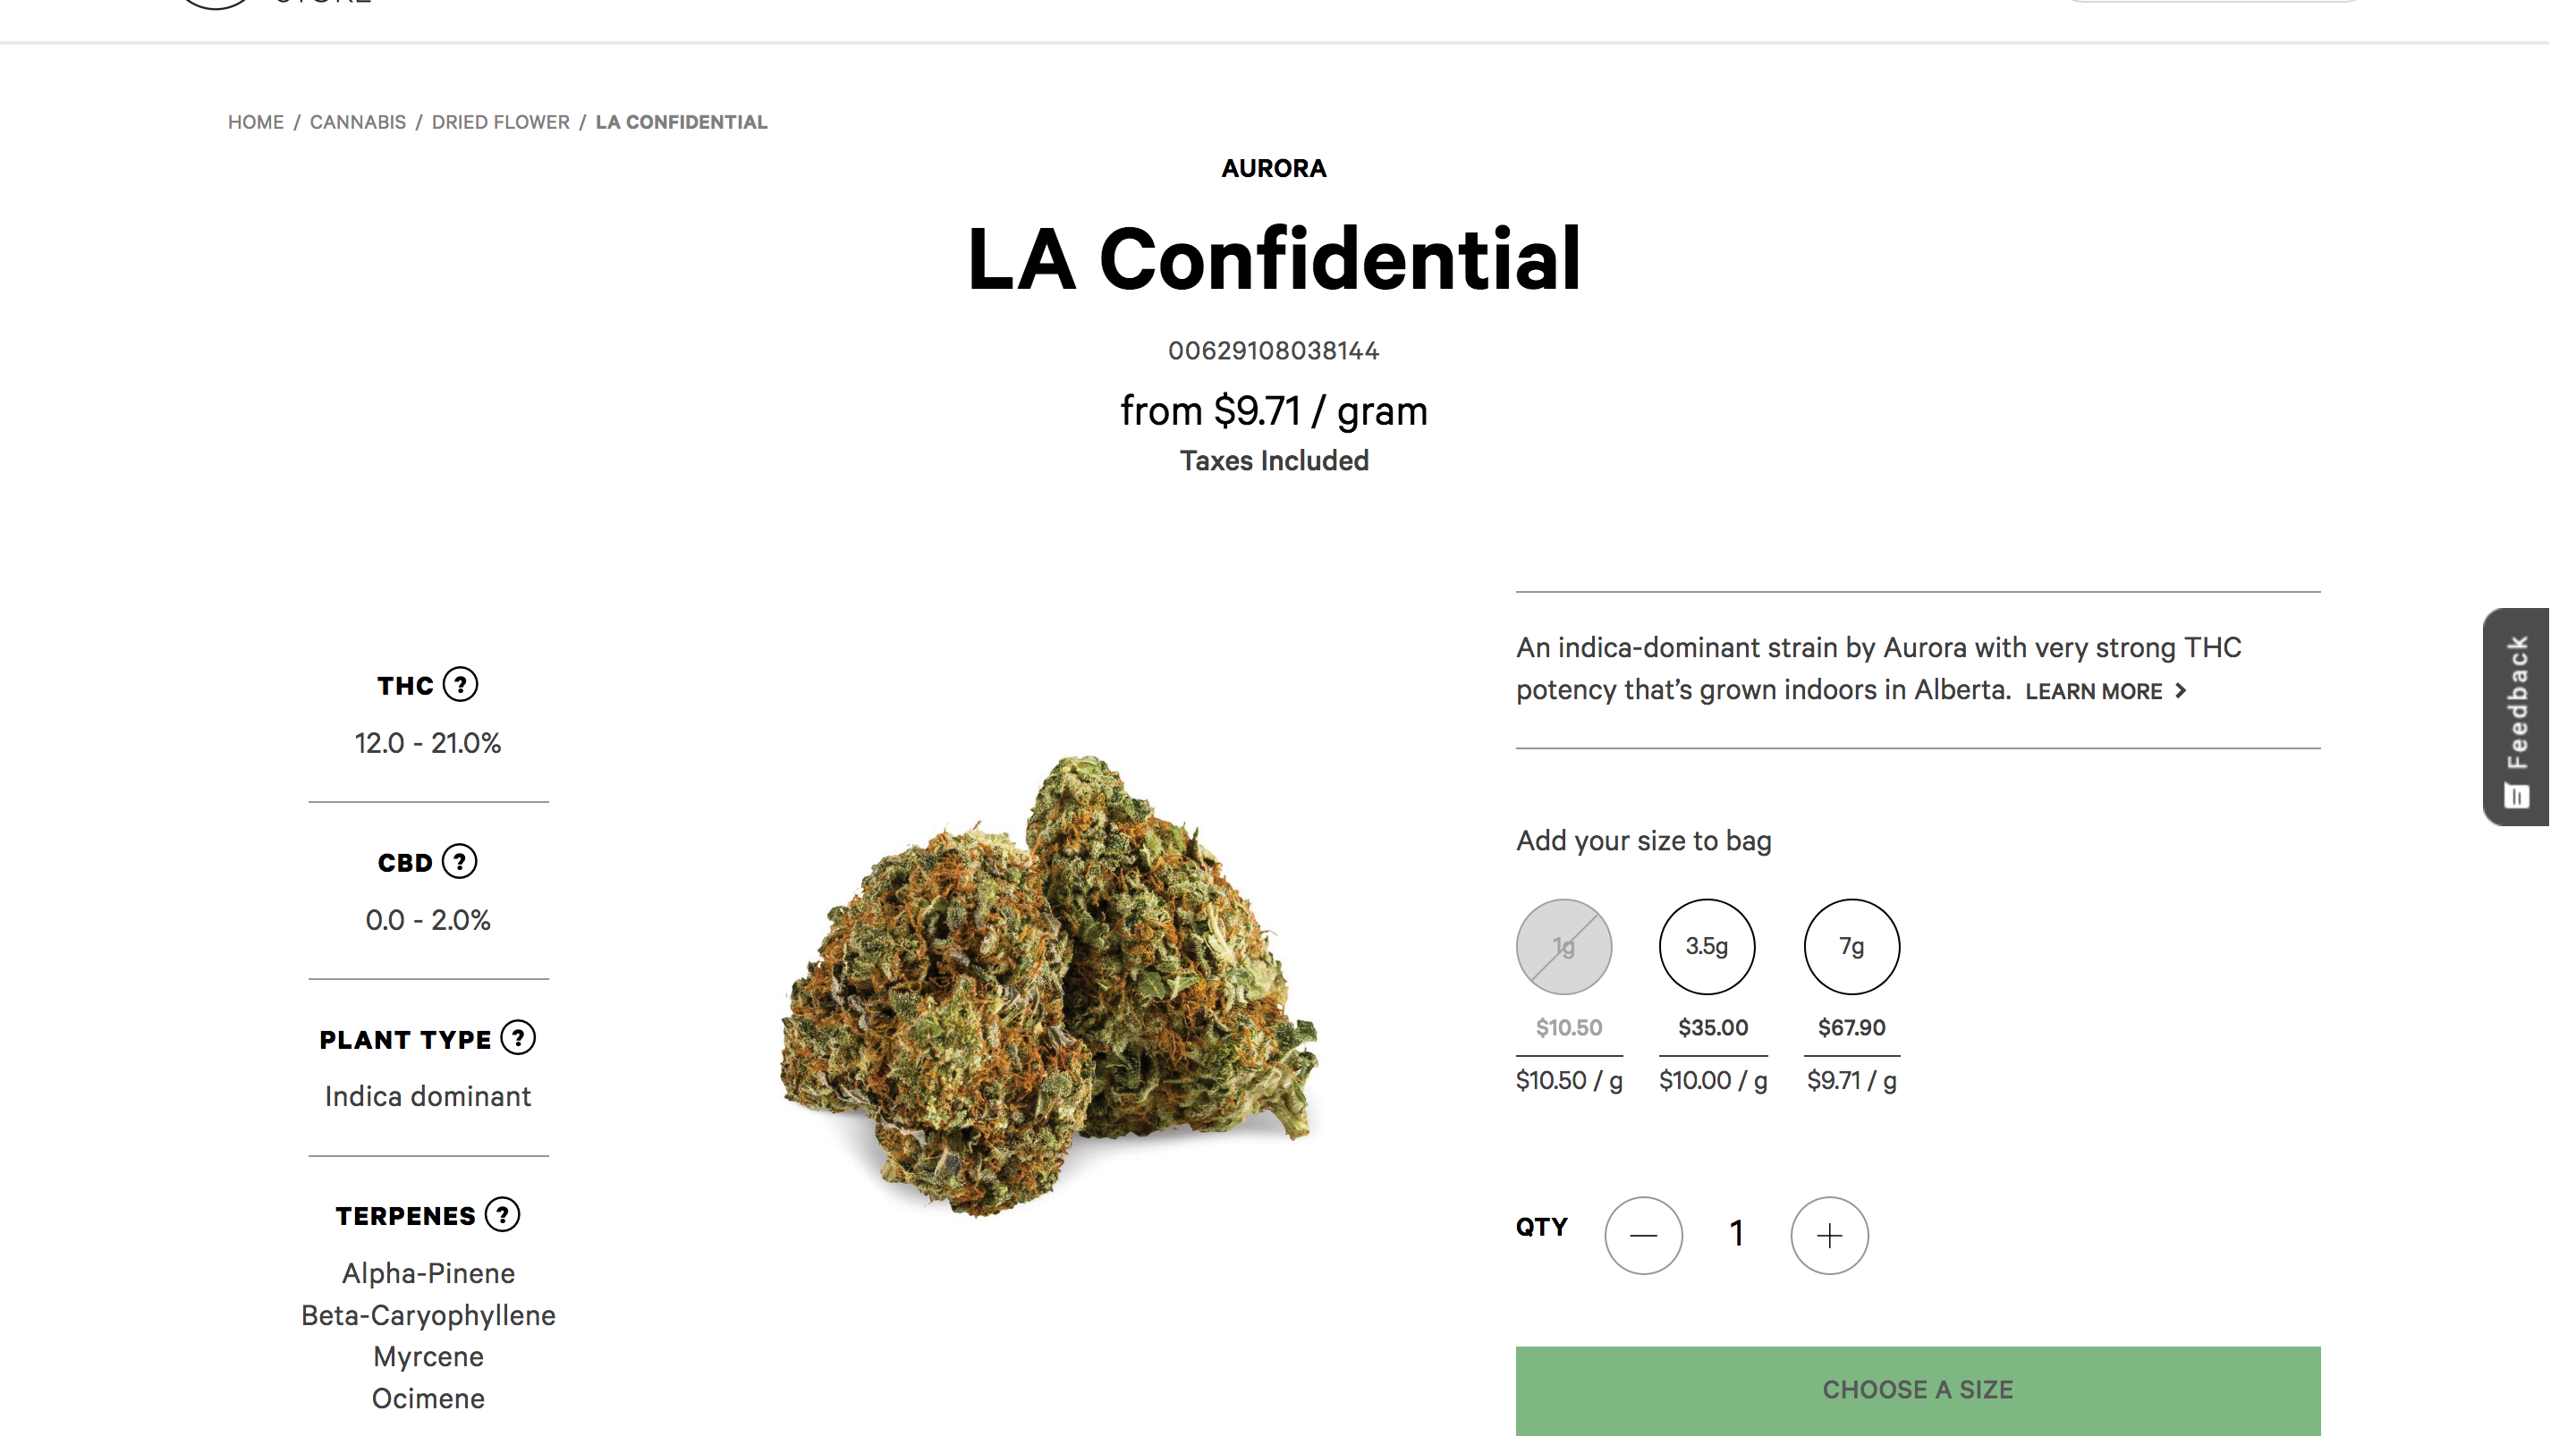 STORE
HOME / CANNABIS / DRIED FLOWER / LA CONFIDENTIAL
AURORA
LA Confidential
00629108038144
from $9.71 / gram
Taxes Included
THC ?
12.0 - 21.0%
CBD ?
0.0 - 2.0%
PLANT TYPE ?
Indica dominant
TERPENES ?
Alpha-Pinene
Beta-Caryophyllene
Myrcene
Ocimene
An indica-dominant strain by Aurora with very strong THC
potency that's grown indoors in Alberta. LEARN MORE >
Add your size to bag
1g 3.5g 7g
$10.50 $35.00 $67.90
$10.50 / g $10.00 / g $9.71 / g
QTY — 1 +
CHOOSE A SIZE
Feedback